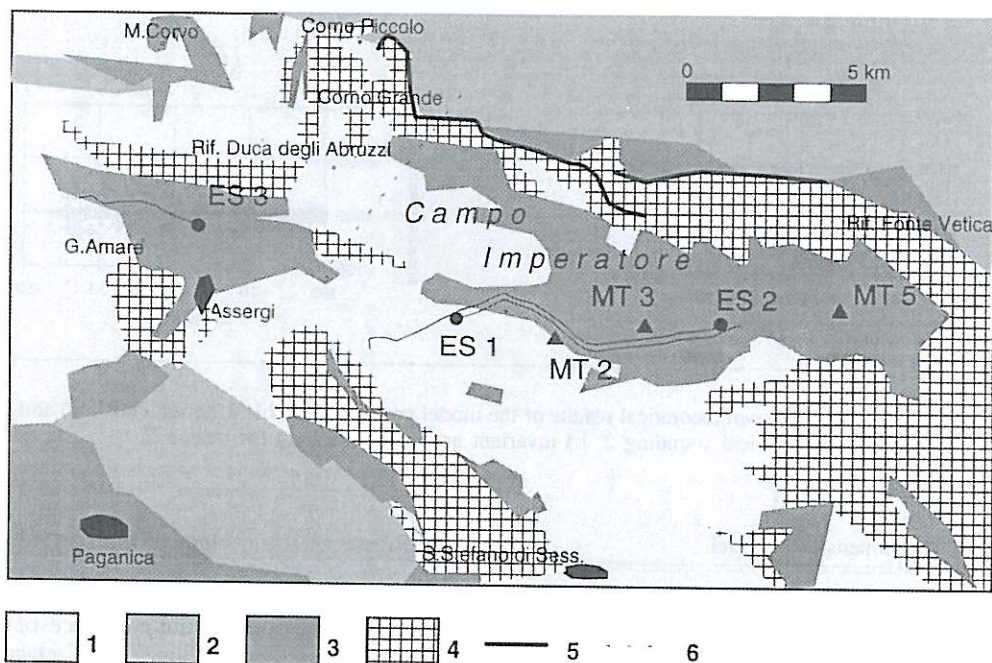 M.Corvo
Corno Piccolo
0 5 km
Corno Grande
Rif. Duca degli Abruzzi
ES 3
Campo
Rif. Fonte Vetica
G.Amare
Imperatore
MT 3
ES 2
MT 5
Assergi
ES 1
MT 2
Paganica
S.Stefano di Sess.
1 2 3 4 5 6